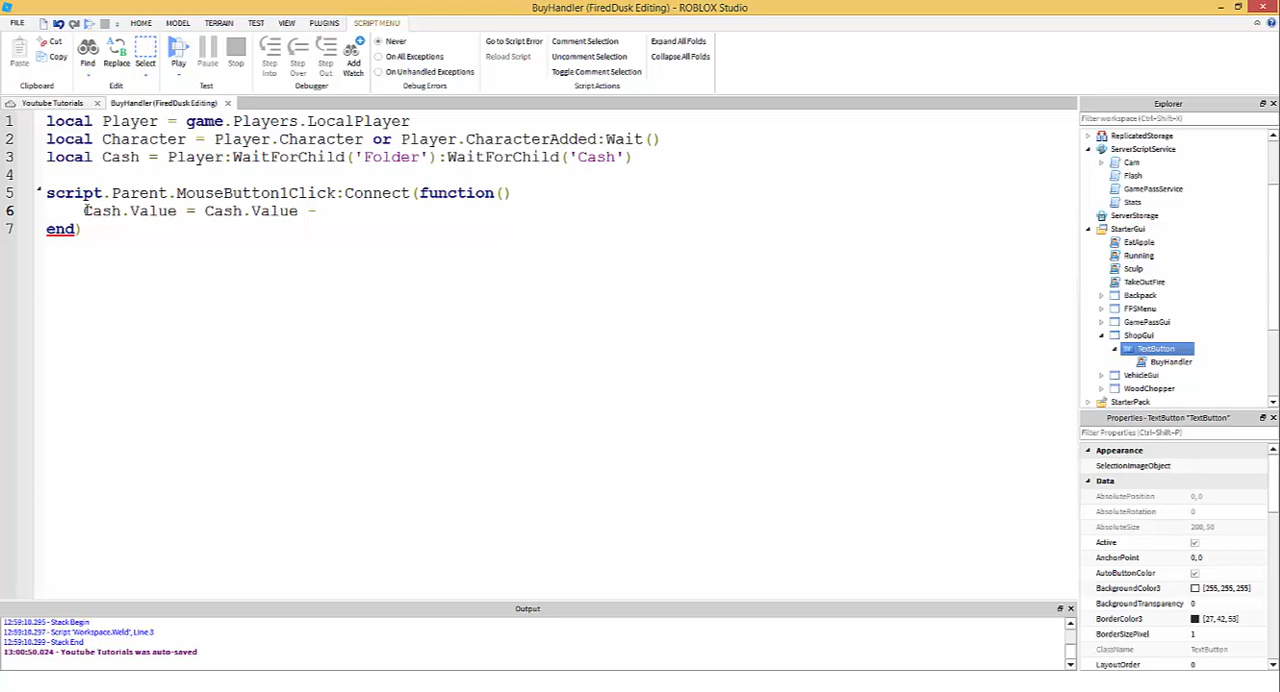 BuyHandler (FiredDusk Editing) - ROBLOX Studio
FILE HOME MODEL TERRAIN TEST VIEW PLUGINS SCRIPT MENU
Paste Cut Copy Find Replace Select Play Pause Stop Step Into Step Over Step Out Add Watch
Never
On All Exceptions
On Unhandled Exceptions
Go to Script Error
Reload Script
Comment Selection
Uncomment Selection
Toggle Comment Selection
Expand All Folds
Collapse All Folds
Clipboard Edit Test Debugger Debug Errors Script Actions
Youtube Tutorials BuyHandler (FiredDusk Editing)
1 local Player = game.Players.LocalPlayer
2 local Character = Player.Character or Player.CharacterAdded:Wait()
3 local Cash = Player:WaitForChild('Folder'):WaitForChild('Cash')
4
5 script.Parent.MouseButton1Click:Connect(function()
6 Cash.Value = Cash.Value -
7 end)
Explorer
Filter workspace (Ctrl+Shift+X)
ReplicatedStorage
ServerScriptService
Cam
Flash
GamePassService
Stats
ServerStorage
StarterGui
EatApple
Running
Sculp
TakeOutFire
Backpack
FPSMenu
GamePassGui
ShopGui
TextButton
BuyHandler
VehicleGui
WoodChopper
StarterPack
Properties - TextButton "TextButton"
Filter Properties (Ctrl+Shift+P)
Appearance
SelectionImageObject
Data
AbsolutePosition 0, 0
AbsoluteRotation 0
AbsoluteSize 200, 50
Active
AnchorPoint 0, 0
AutoButtonColor
BackgroundColor3 [255, 255, 255]
BackgroundTransparency 0
BorderColor3 [27, 42, 53]
BorderSizePixel 1
ClassName TextButton
LayoutOrder 0
Output
12:59:10.295 - Stack Begin
12:59:10.297 - Script 'Workspace.Weld', Line 3
12:59:10.299 - Stack End
13:00:50.024 - Youtube Tutorials was auto-saved